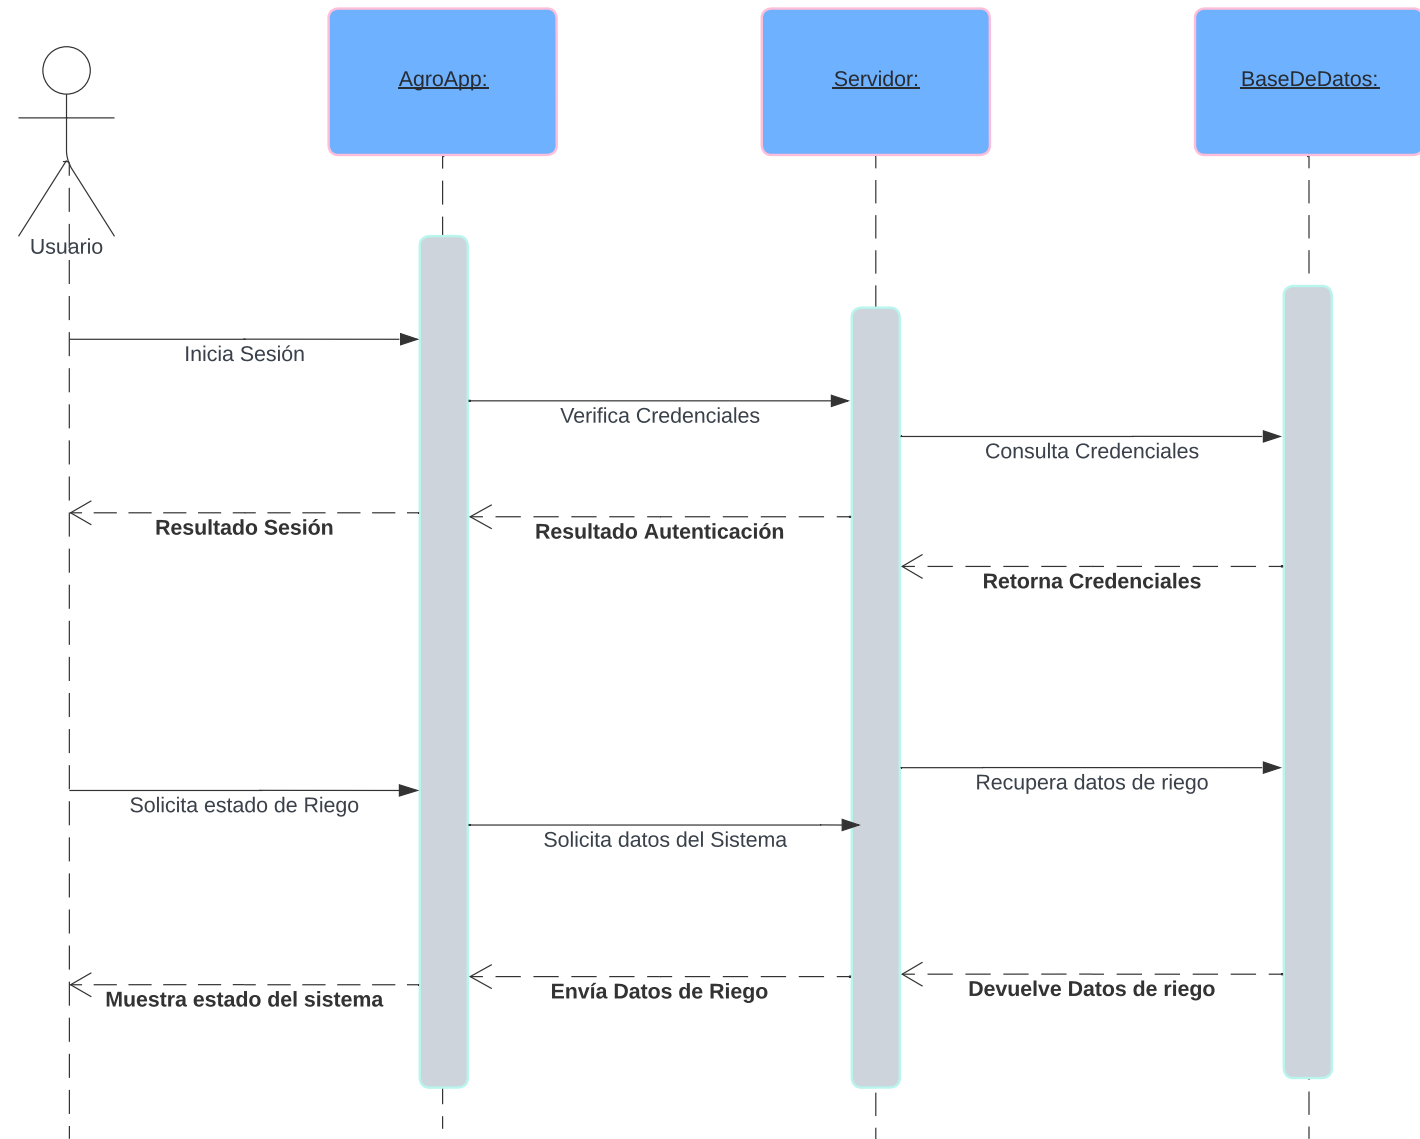 AgroApp:
Servidor:
BaseDeDatos:
Usuario
Inicia Sesión
Verifica Credenciales
Consulta Credenciales
Resultado Sesión
Resultado Autenticación
Retorna Credenciales
Recupera datos de riego
Solicita estado de Riego
Solicita datos del Sistema
Muestra estado del sistema
Envía Datos de Riego
Devuelve Datos de riego